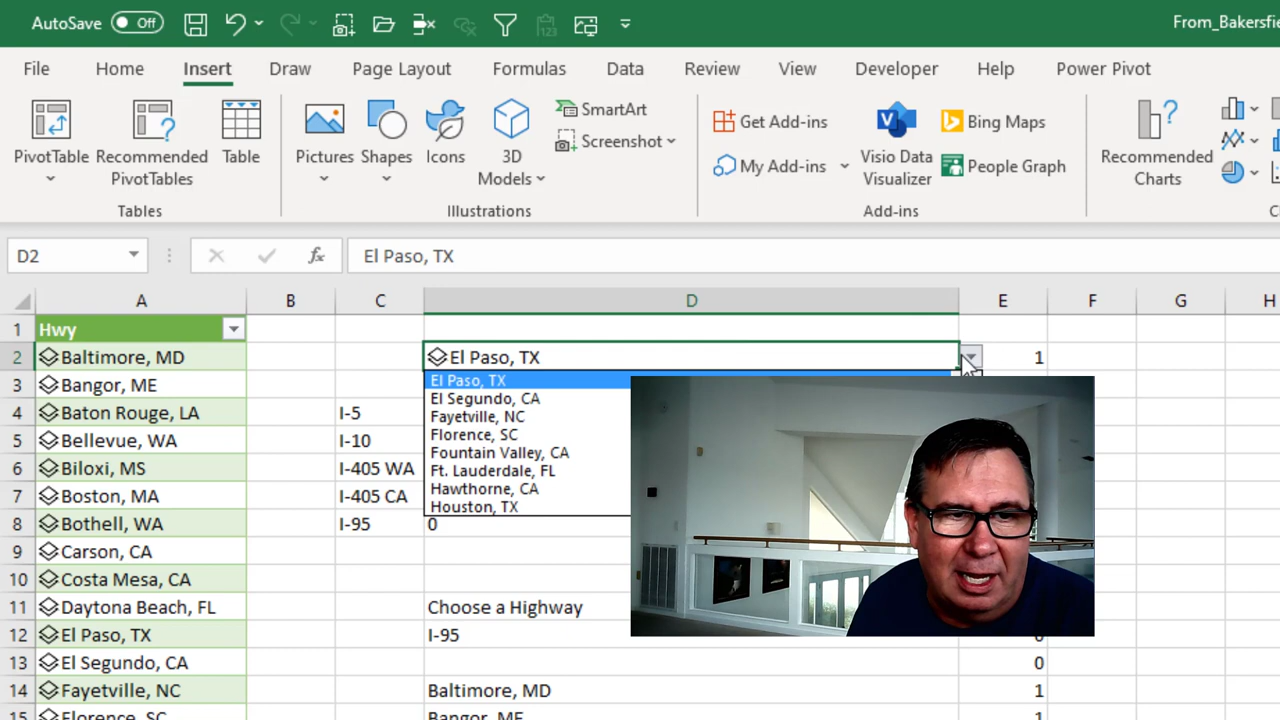 AutoSave Off From_Bakersfie
File Home Insert Draw Page Layout Formulas Data Review View Developer Help Power Pivot
PivotTable Recommended PivotTables Table
Tables
Pictures Shapes Icons 3D Models SmartArt Screenshot
Illustrations
Get Add-ins My Add-ins Visio Data Visualizer Bing Maps People Graph
Add-ins
Recommended Charts
D2 fx El Paso, TX
A B C D E F G H
1 Hwy
2 Baltimore, MD El Paso, TX 1
3 Bangor, ME
4 Baton Rouge, LA I-5
5 Bellevue, WA I-10
6 Biloxi, MS I-405 WA
7 Boston, MA I-405 CA
8 Bothell, WA I-95 0
9 Carson, CA
10 Costa Mesa, CA
11 Daytona Beach, FL Choose a Highway
12 El Paso, TX I-95 0
13 El Segundo, CA 0
14 Fayetville, NC Baltimore, MD 1
15 Florence, SC Bangor, ME 1
El Paso, TX
El Segundo, CA
Fayetville, NC
Florence, SC
Fountain Valley, CA
Ft. Lauderdale, FL
Hawthorne, CA
Houston, TX